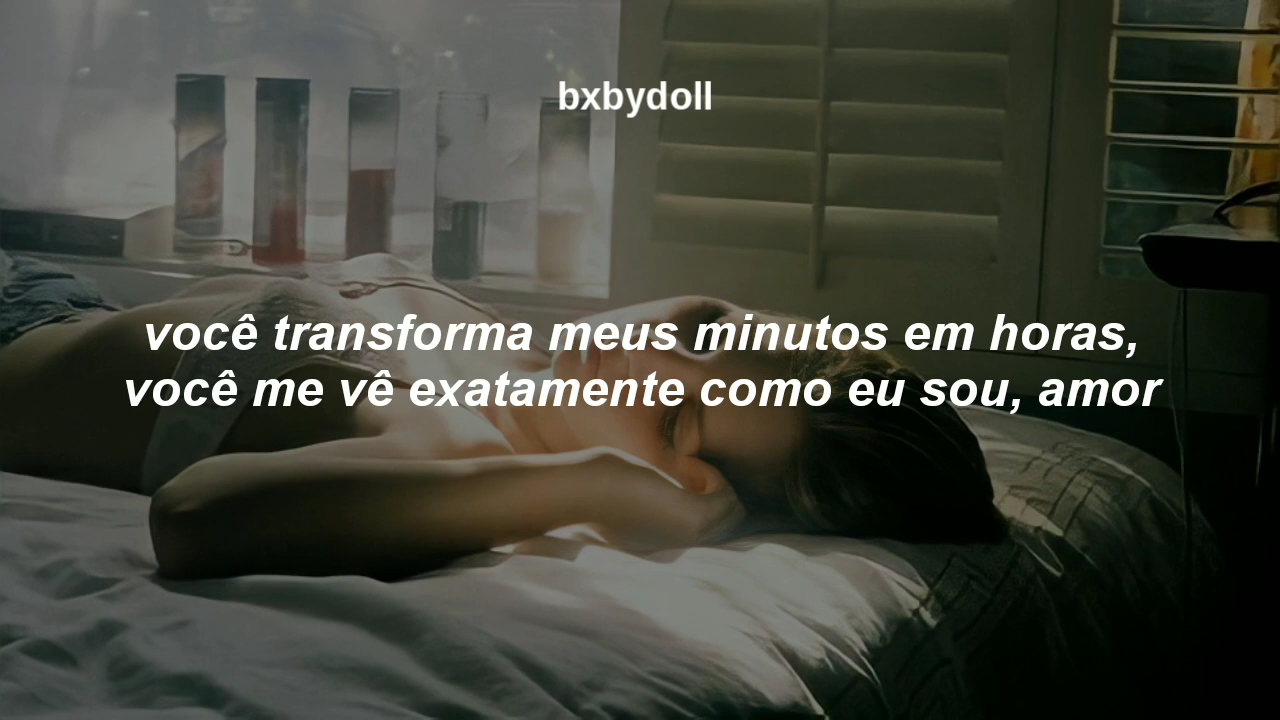 bxbydoll
você transforma meus minutos em horas,
você me vê exatamente como eu sou, amor